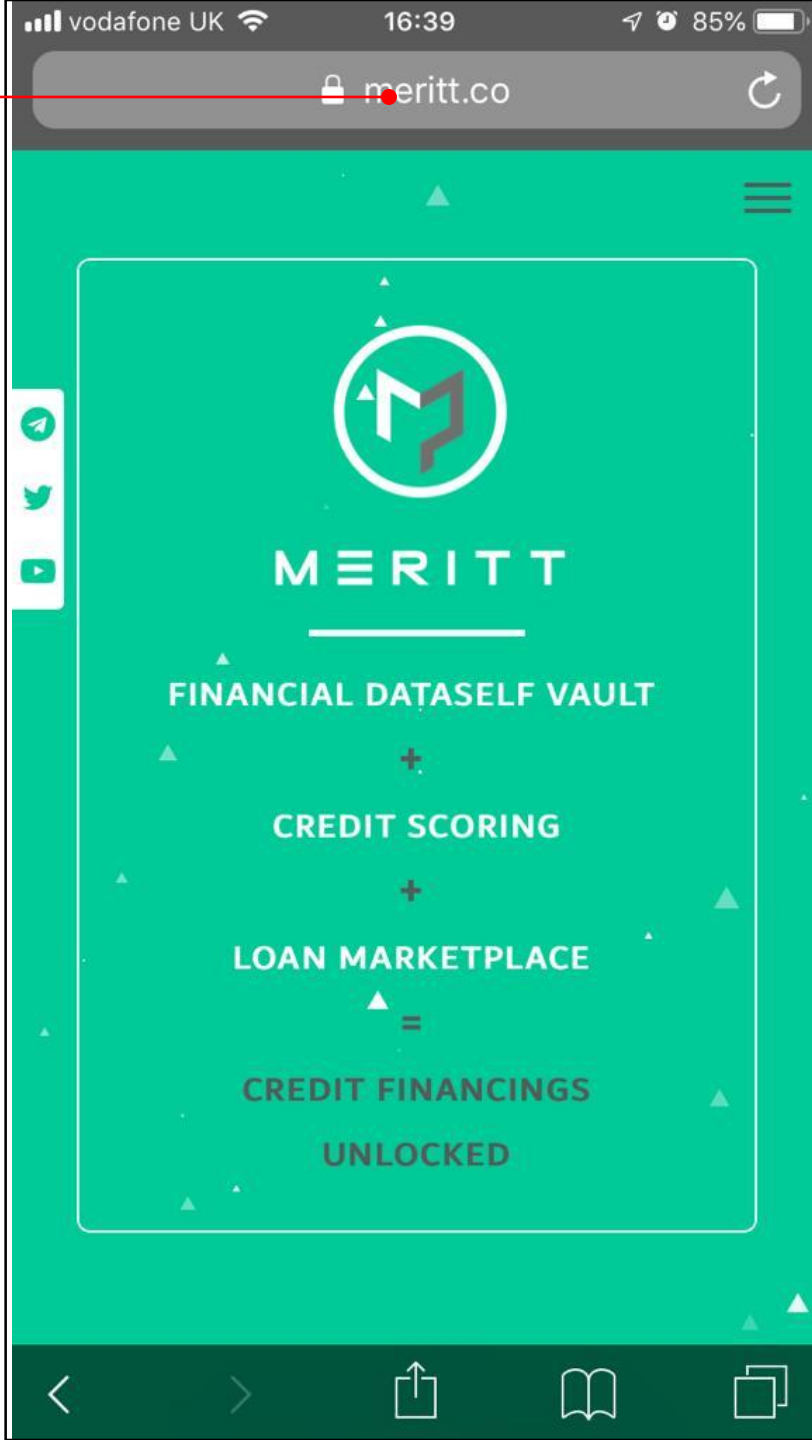 vodafone UK 16:39 85%
meritt.co
MERITT
FINANCIAL DATASELF VAULT
+
CREDIT SCORING
+
LOAN MARKETPLACE
=
CREDIT FINANCINGS
UNLOCKED